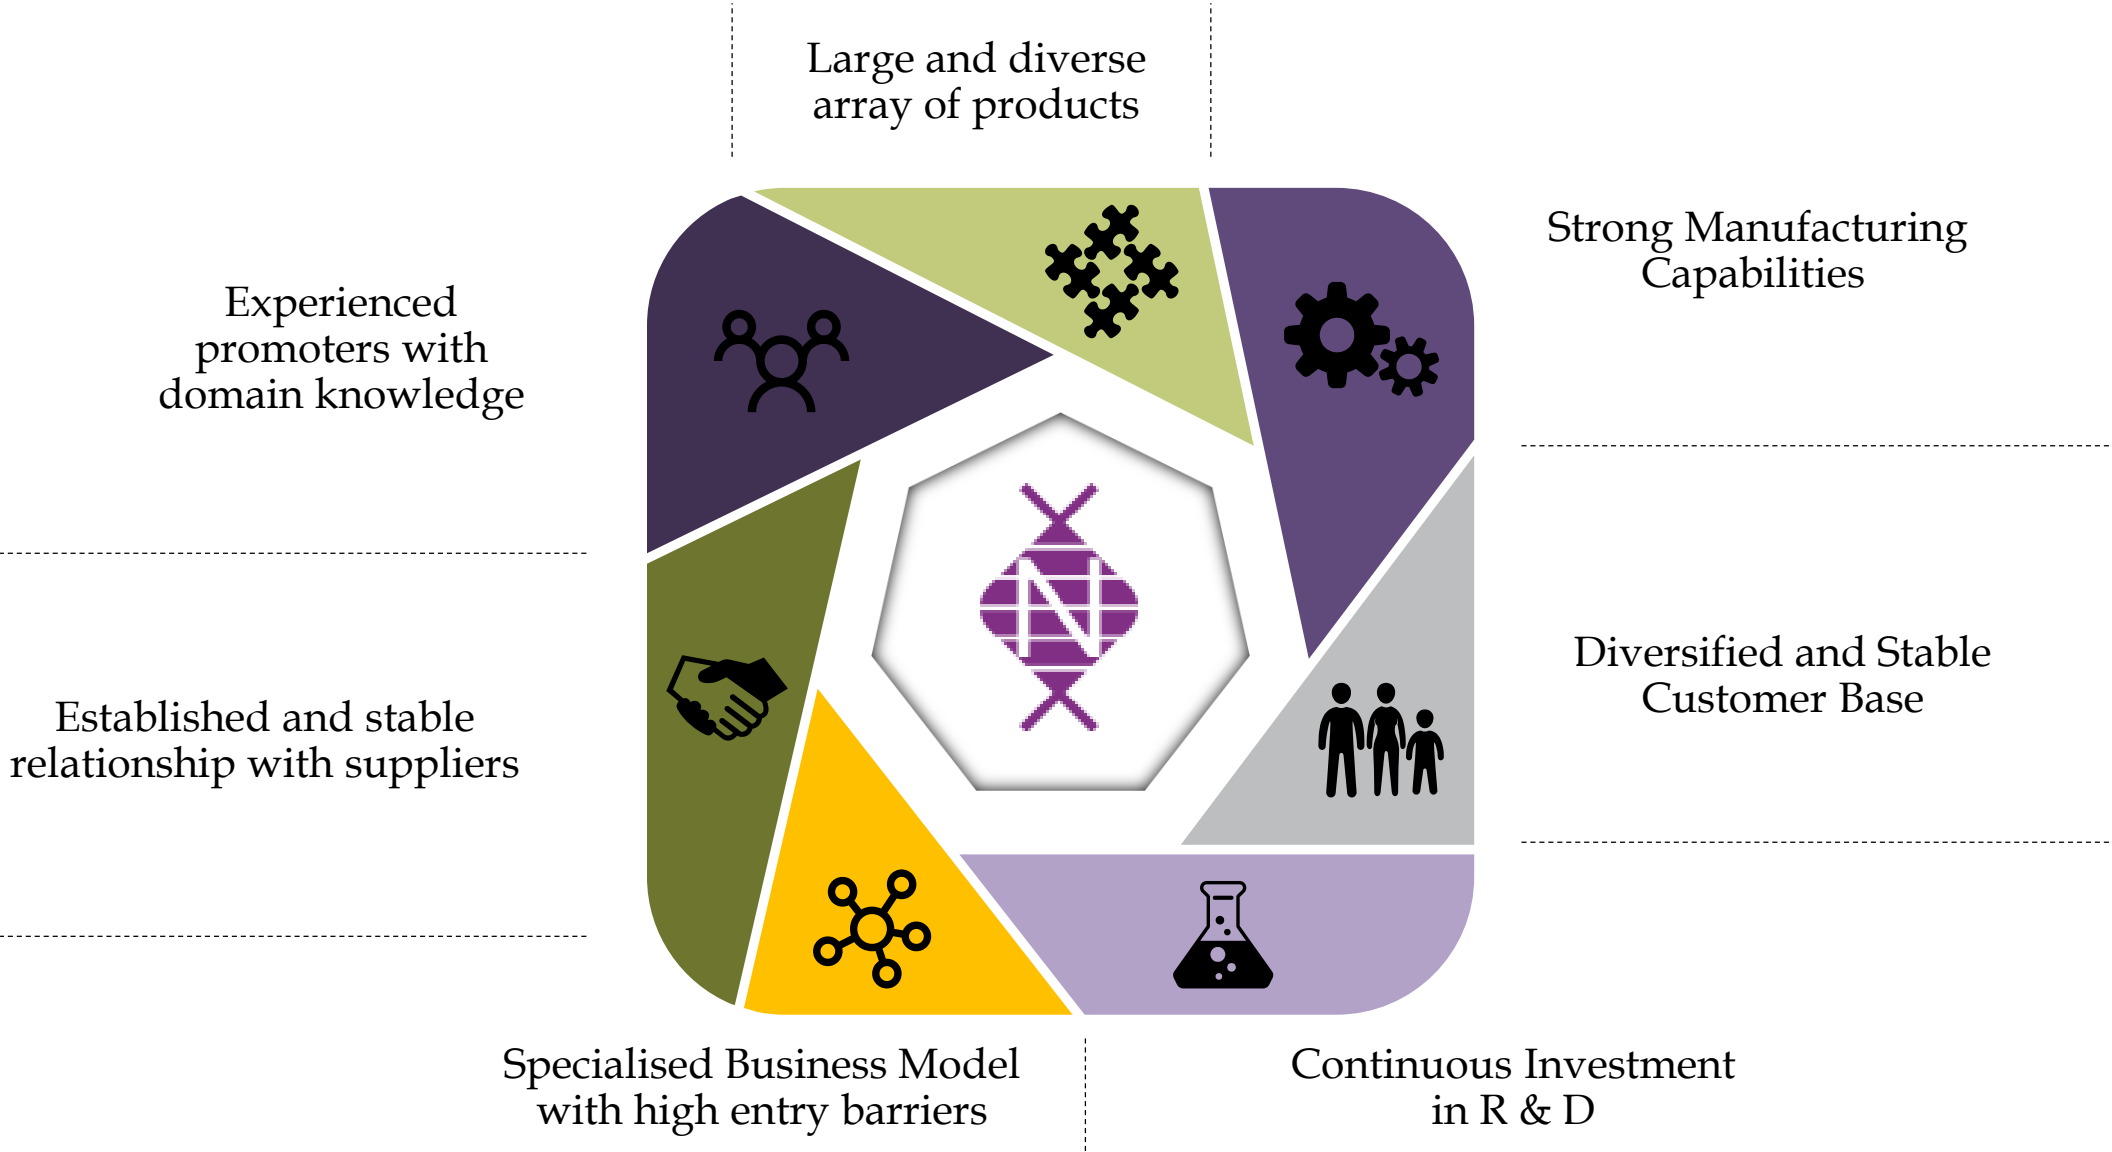 Large and diverse
array of products
Strong Manufacturing
Capabilities
Experienced
promoters with
domain knowledge
N
Diversified and Stable
Customer Base
Established and stable
relationship with suppliers
Specialised Business Model
with high entry barriers
Continuous Investment
in R & D